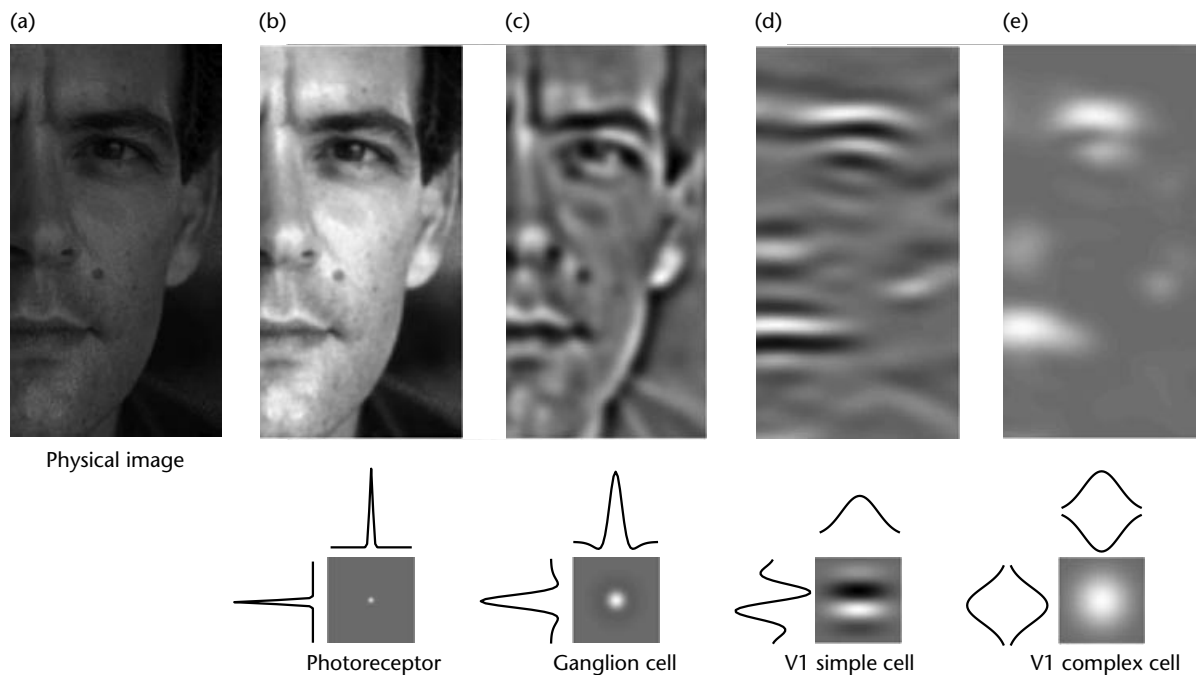 (a)
(b)
(c)
(d)
(e)
Physical image
Photoreceptor
Ganglion cell
V1 simple cell
V1 complex cell